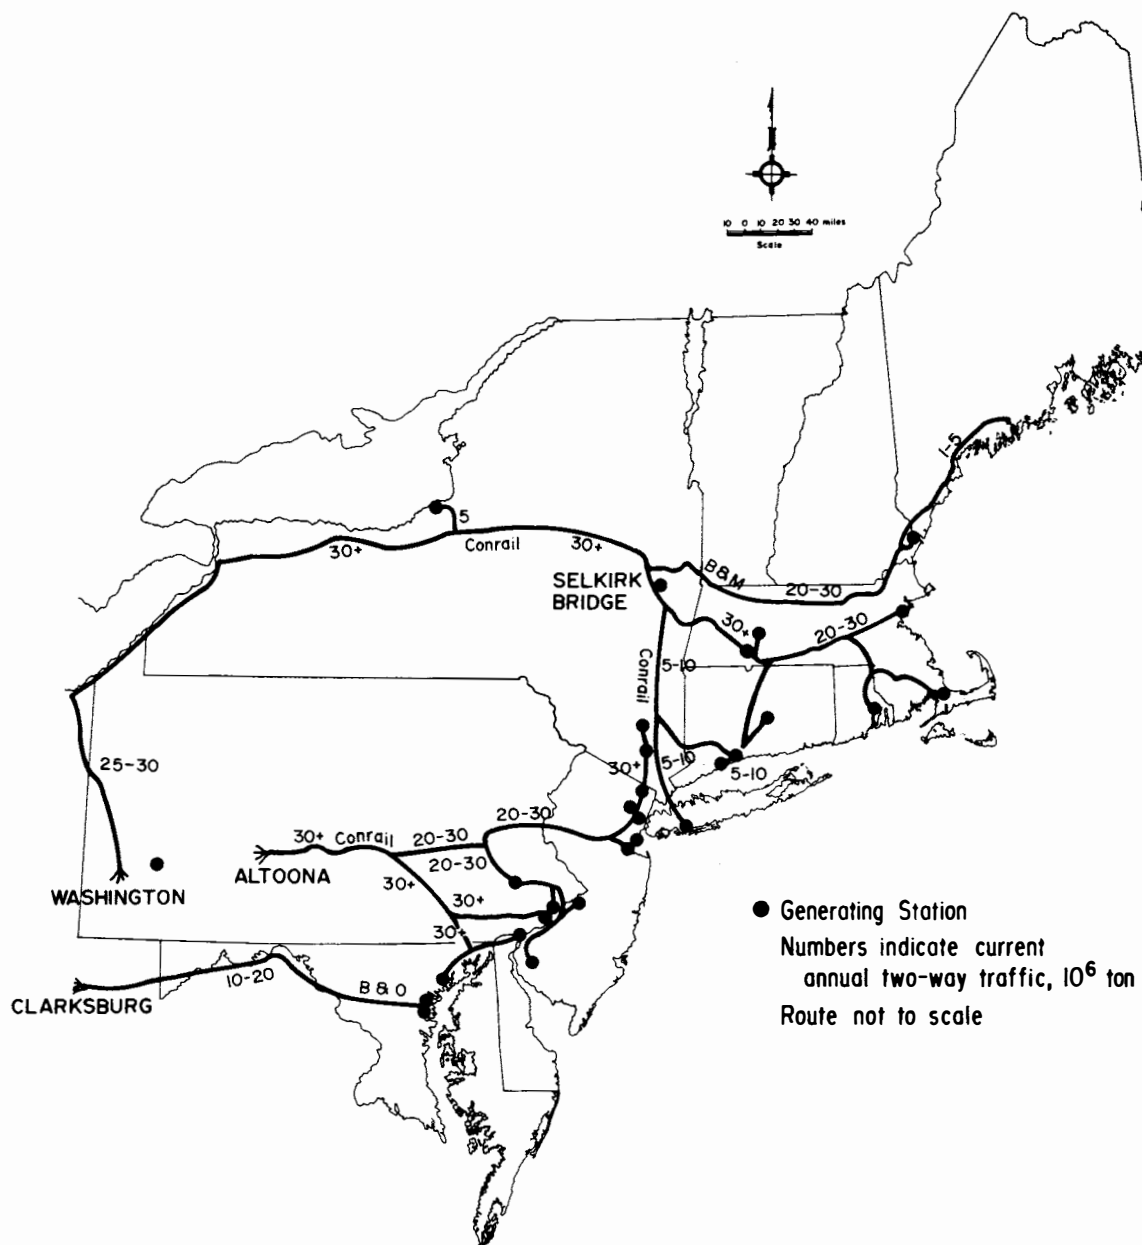 10 0 10 20 30 40 miles
Scale
1-5
5
Conrail
30+
30+
B & M
SELKIRK
BRIDGE
20-30
30+
20-30
5-10
Conrail
25-30
30+
5-10
5-10
20-30
30+ Conrail
20-30
20-30
ALTOONA
WASHINGTON
30+
30+
30+
10-20
B & O
CLARKSBURG
Generating Station
Numbers indicate current
annual two-way traffic, 10⁶ ton
Route not to scale